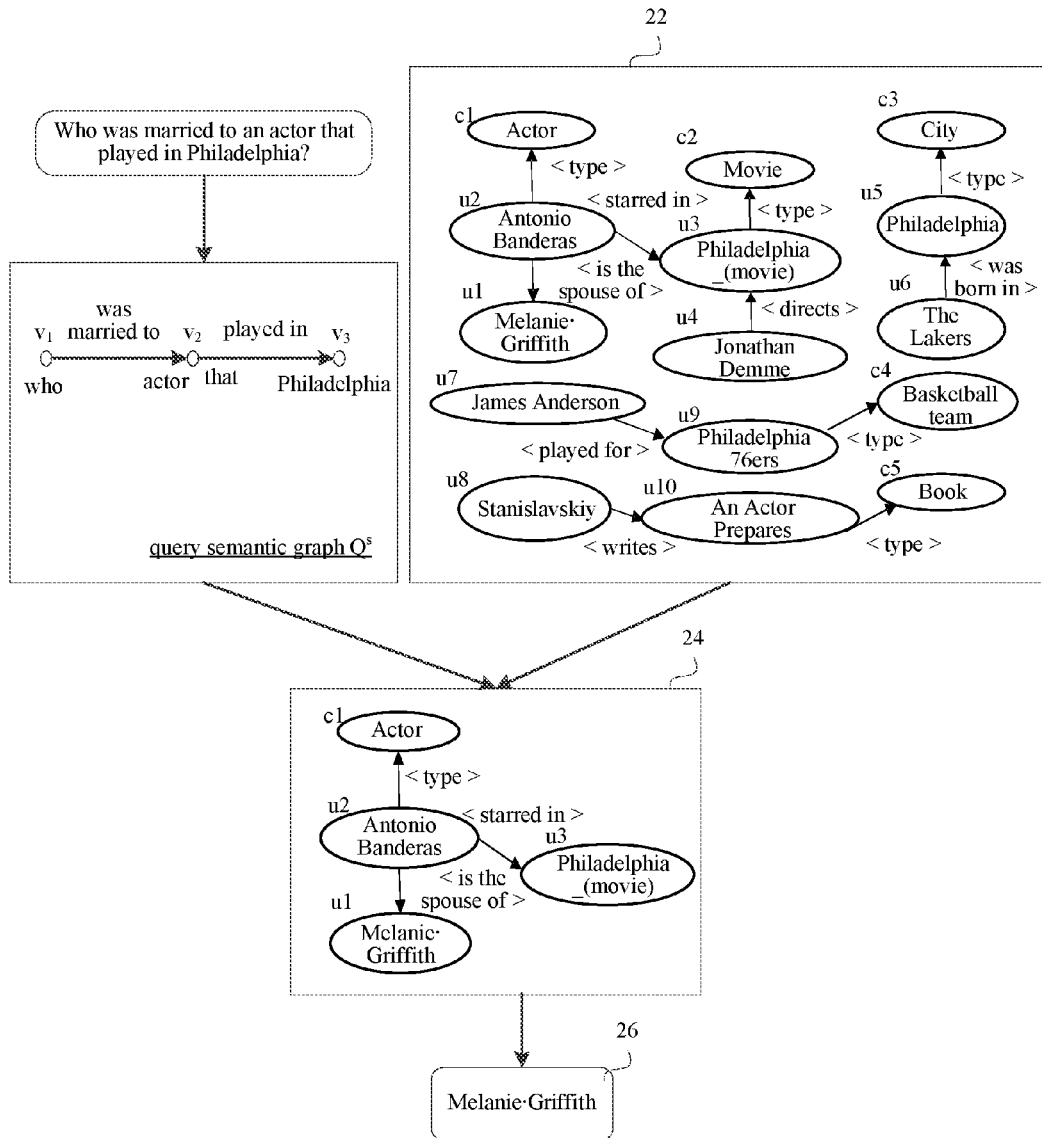 22
Who was married to an actor that
played in Philadelphia?
v1
was
married to
v2
played in
v3
who
actor
that
Philadelphia
query semantic graph Qs
c1
Actor
< type >
u2
Antonio
Banderas
< starred in >
< is the
spouse of >
u1
Melanie·
Griffith
c2
Movie
< type >
u3
Philadelphia
_(movie)
< directs >
u4
Jonathan
Demme
c3
City
< type >
u5
Philadelphia
< was
born in >
u6
The
Lakers
u7
James Anderson
< played for >
u9
Philadelphia
76ers
< type >
c4
Basketball
team
u8
Stanislavskiy
< writes >
u10
An Actor
Prepares
< type >
c5
Book
24
c1
Actor
< type >
u2
Antonio
Banderas
< starred in >
u3
Philadelphia
_(movie)
< is the
spouse of >
u1
Melanie·
Griffith
26
Melanie·Griffith